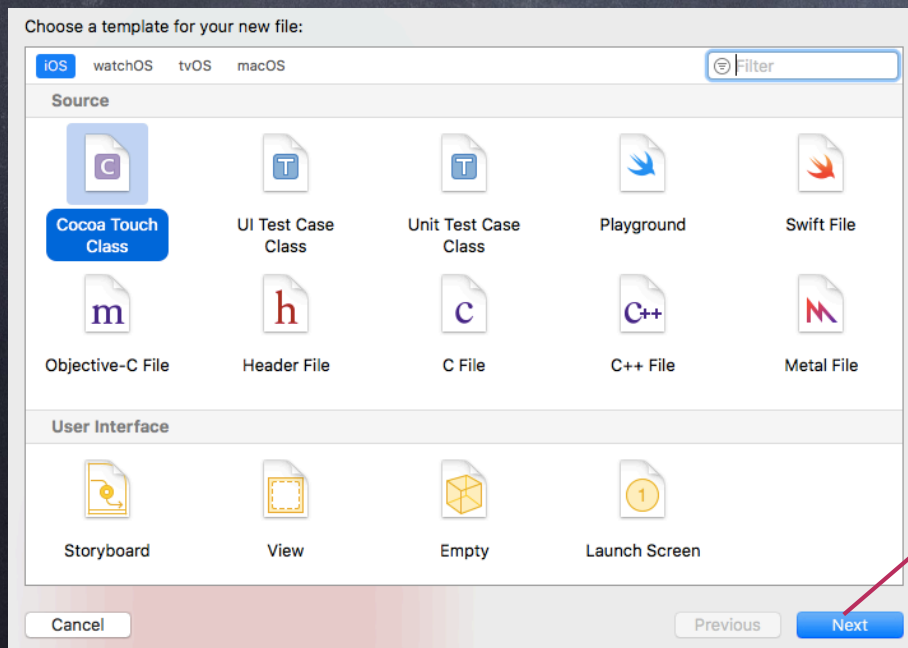 Choose a template for your new file:
iOS watchOS tvOS macOS Filter
Source
C T T
Cocoa Touch Class
UI Test Case Class
Unit Test Case Class
Playground
Swift File
m h c C++
Objective-C File Header File C File C++ File Metal File
User Interface
1
Storyboard View Empty Launch Screen
Cancel Previous Next